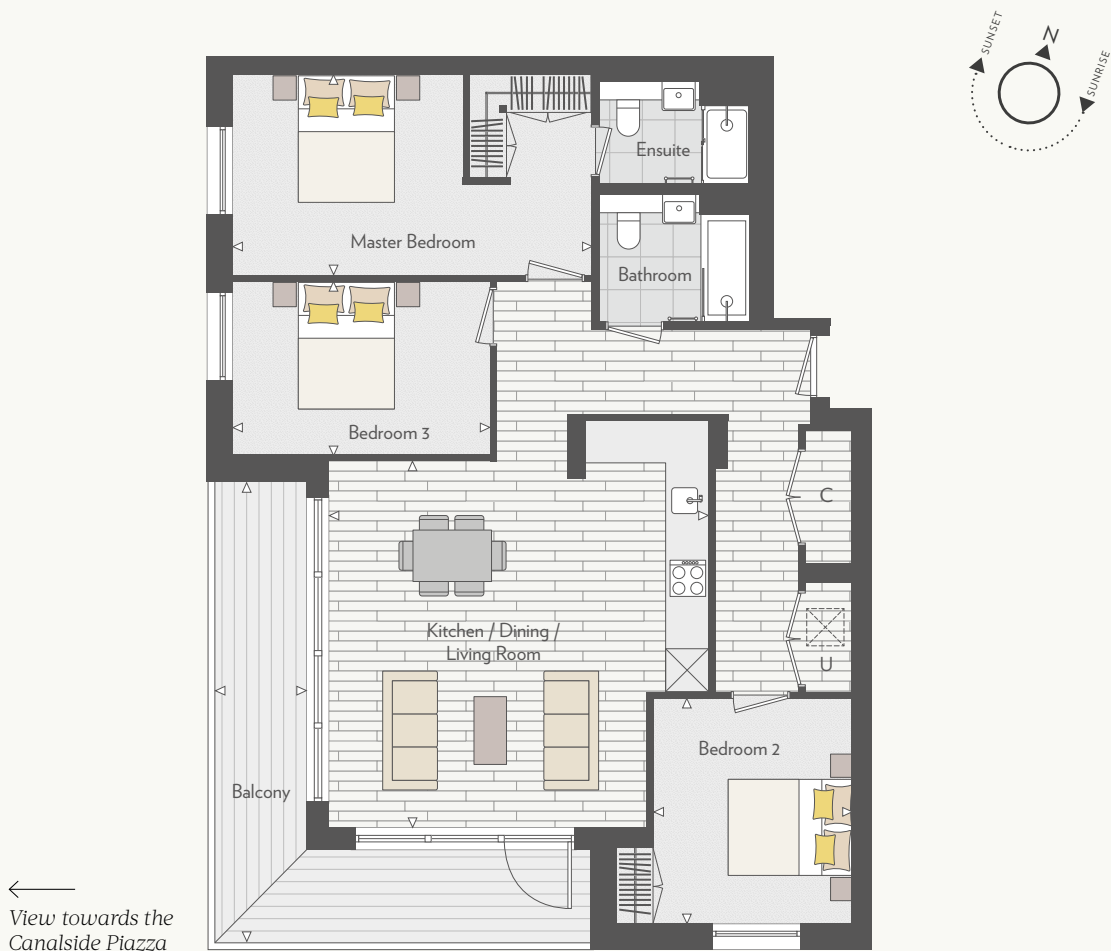 SUNSET
N
SUNRISE
Ensuite
Master Bedroom
Bathroom
Bedroom 3
C
Kitchen / Dining /
Living Room
U
Bedroom 2
Balcony
View towards the
Canalside Piazza